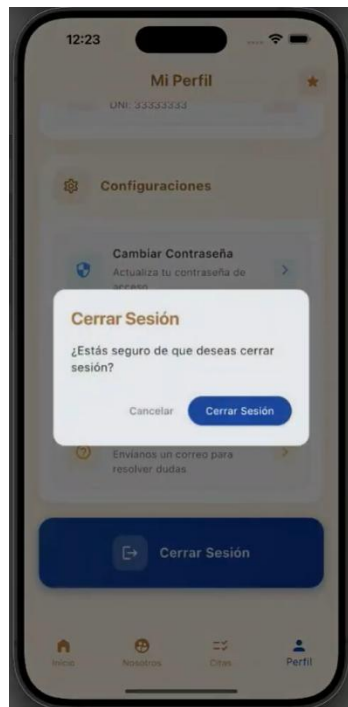 12:23
Mi Perfil
DNI: 33333333
Configuraciones
Cambiar Contraseña
Actualiza tu contraseña de
acceso
Cerrar Sesión
¿Estás seguro de que deseas cerrar
sesión?
Cancelar
Cerrar Sesión
Envíanos un correo para
resolver dudas
Cerrar Sesión
Inicio
Nosotros
Citas
Perfil